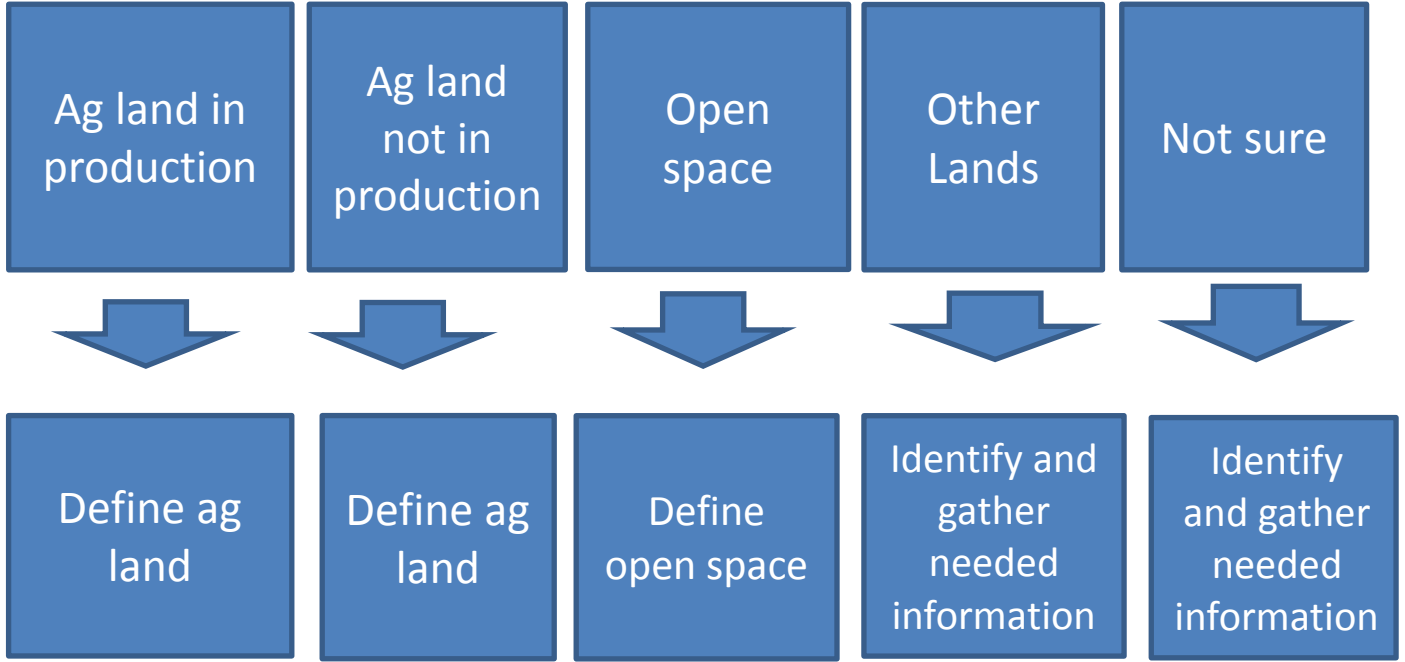 Ag land in
production
Ag land
not in
production
Open
space
Other
Lands
Not sure
Define ag
land
Define ag
land
Define
open space
Identify and
gather
needed
information
Identify
and gather
needed
information